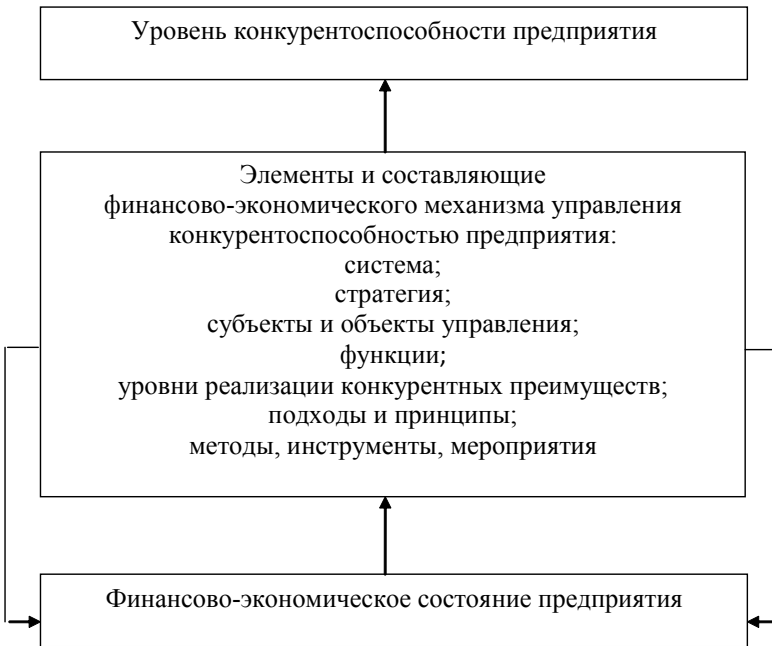 Уровень конкурентоспособности предприятия
Элементы и составляющие
финансово-экономического механизма управления
конкурентоспособностью предприятия:
система;
стратегия;
субъекты и объекты управления;
функции;
уровни реализации конкурентных преимуществ;
подходы и принципы;
методы, инструменты, мероприятия
Финансово-экономическое состояние предприятия